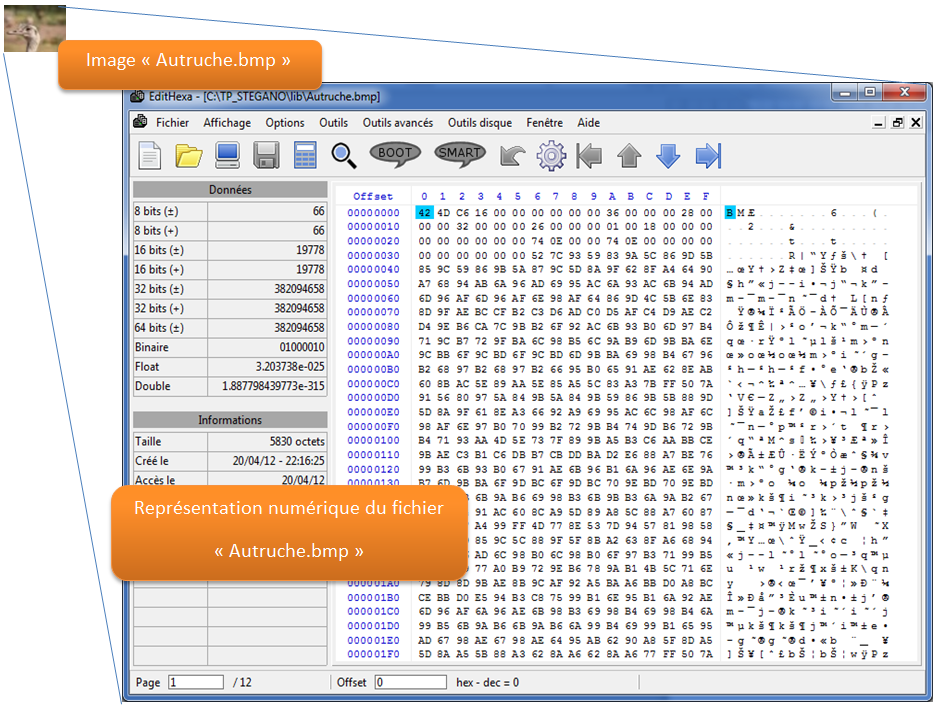 Image « Autruche.bmp »
EditHexa - [C:\TP_STEGANO\lib\Autruche.bmp]
Fichier Affichage Options Outils Outils avancés Outils disque Fenêtre Aide
BOOT SMART
Données
8 bits (±) 66
8 bits (+) 66
16 bits (±) 19778
16 bits (+) 19778
32 bits (±) 382094658
32 bits (+) 382094658
64 bits (±) 382094658
Binaire 01000010
Float 3.203738e-025
Double 1.887798439773e-315
Informations
Taille 5830 octets
Créé le 20/04/12 - 22:16:25
Accès le 20/04/12
Offset 0 1 2 3 4 5 6 7 8 9 A B C D E F
00000000 42 4D C6 16 00 00 00 00 00 00 36 00 00 00 28 00 BMÆ.......6...(.
00000010 00 00 32 00 00 00 26 00 00 00 01 00 18 00 00 00 ..2...&.........
00000020 00 00 00 00 00 00 74 0E 00 00 74 0E 00 00 00 00 ......t...t.....
00000030 00 00 00 00 00 00 52 7C 93 59 83 9A 5C 86 9D 5B
00000040 85 9C 59 86 9B 5A 87 9C 5D 8A 9F 62 8F A4 64 90
00000050 A7 68 94 AB 6A 96 AD 69 95 AC 6A 93 AC 6B 94 AD
00000060 6D 96 AF 6D 96 AF 6E 98 AF 64 86 9D 4C 5B 6E 83
00000070 8D 9F AE BC CF B2 C3 D6 AD C0 D5 AF C4 D9 AE C2
00000080 D4 9E B6 CA 7C 9B B2 6F 92 AC 6B 93 B0 6D 97 B4
00000090 71 9C B7 72 9F BA 6C 98 B5 6C 9A B9 6D 9B BA 6E
000000A0 9C BB 6F 9C BD 6F 9C BD 6D 9B BA 69 98 B4 67 96
000000B0 B2 68 97 B2 68 97 B2 66 95 B0 65 91 AE 62 8E AB
000000C0 60 8B AC 5E 89 AA 5E 85 A5 5C 83 A3 7B FF 50 7A
000000D0 91 56 80 97 5A 84 9B 5A 84 9B 59 86 9B 5B 88 9D
000000E0 5D 8A 9F 61 8E A3 66 92 A9 69 95 AC 6C 98 AF 6C
000000F0 98 AF 6E 97 B0 70 99 B2 72 9B B4 74 9D B6 72 9B
00000100 B4 71 93 AA 4D 5E 73 7F 89 9B A5 B3 C6 AA BB CE
00000110 9B AE C3 B1 C6 DB B7 CB DD BA D2 E6 88 A7 BE 76
00000120 99 B3 6B 93 B0 67 91 AE 6B 96 B1 6A 96 AE 6E 9A
00000130 B7 6D 9B BA 6F 9D BC 6F 9D BC 70 9E BD 70 9E BD
6B 9A B6 69 98 B3 6B 9B B3 6A 9A B2 67
91 AC 60 8C A9 5D 89 A8 5C 88 A7 60 87
A4 99 FF 4D 77 8E 53 7D 94 57 81 98 58
85 9C 5C 88 9F 5F 8B A2 63 8F A6 68 94
AD 6C 98 B0 6C 98 B0 6F 97 B3 71 99 B5
77 A0 B9 72 9E B6 78 9A B1 4B 5C 71 6E
000001A0 79 8D 8D 9B AE 8B 9C AF 92 A5 BA A6 BB D0 A8 BC
000001B0 CE BB D0 E5 94 B3 C8 75 99 B1 6E 95 B1 6A 92 AE
000001C0 6D 96 AF 6A 96 AE 6B 98 B3 69 98 B4 69 98 B4 6A
000001D0 99 B5 6B 9A B6 6B 9A B6 6A 99 B4 69 99 B1 65 95
000001E0 AD 67 98 AE 67 98 AE 64 95 AB 62 90 A8 5F 8D A5
000001F0 5D 8A A5 5B 88 A3 62 8A A6 62 8A A6 77 FF 50 7A
Représentation numérique du fichier
« Autruche.bmp »
Page 1 / 12 Offset 0 hex - dec = 0